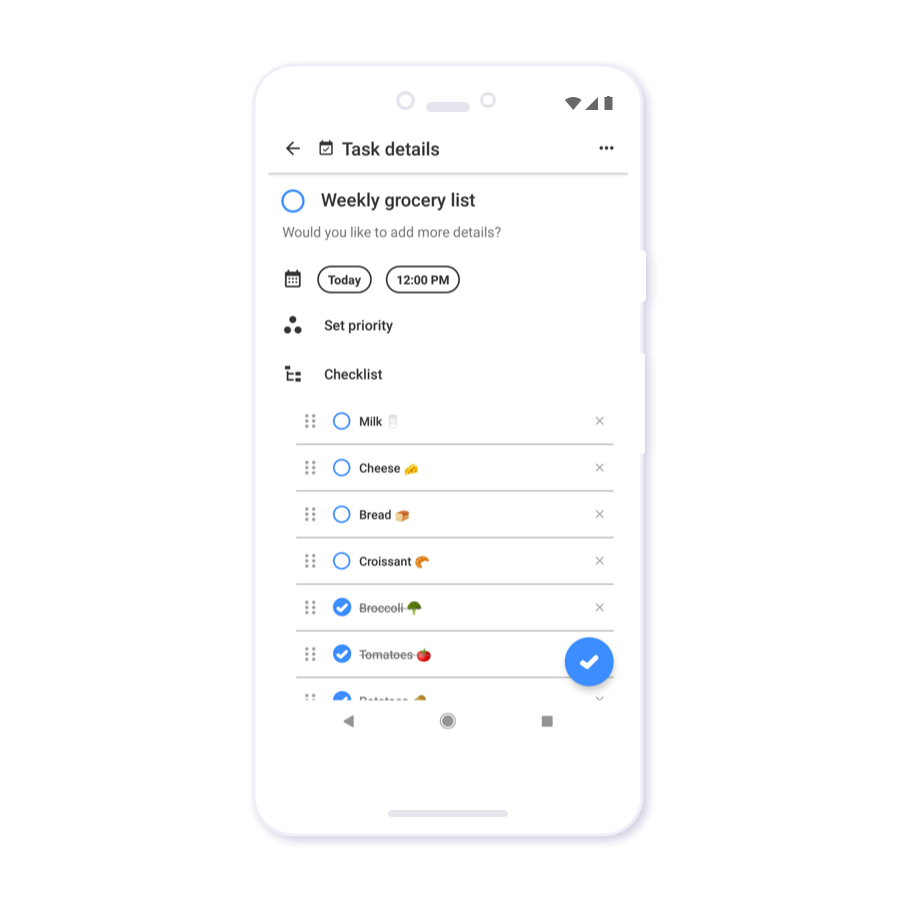 Task details
Weekly grocery list
Would you like to add more details?
Today 12:00 PM
Set priority
Checklist
Milk
Cheese
Bread
Croissant
Broccoli
Tomatoes